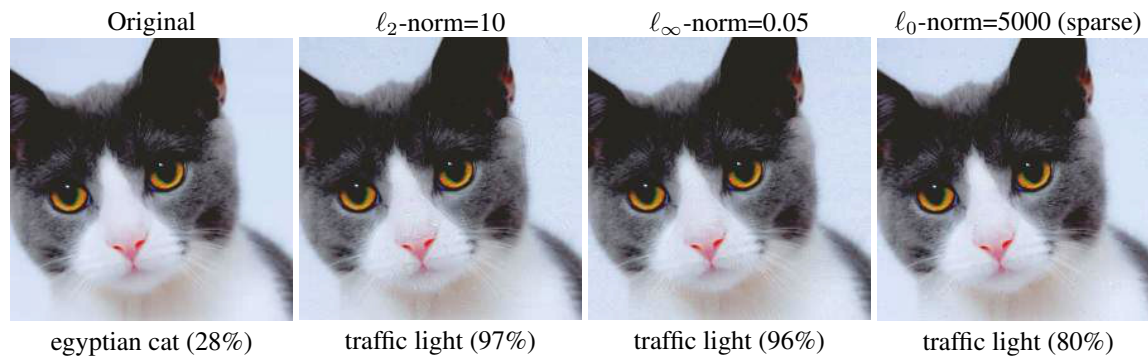 Original
ℓ₂-norm=10
ℓ∞-norm=0.05
ℓ₀-norm=5000 (sparse)
egyptian cat (28%)
traffic light (97%)
traffic light (96%)
traffic light (80%)